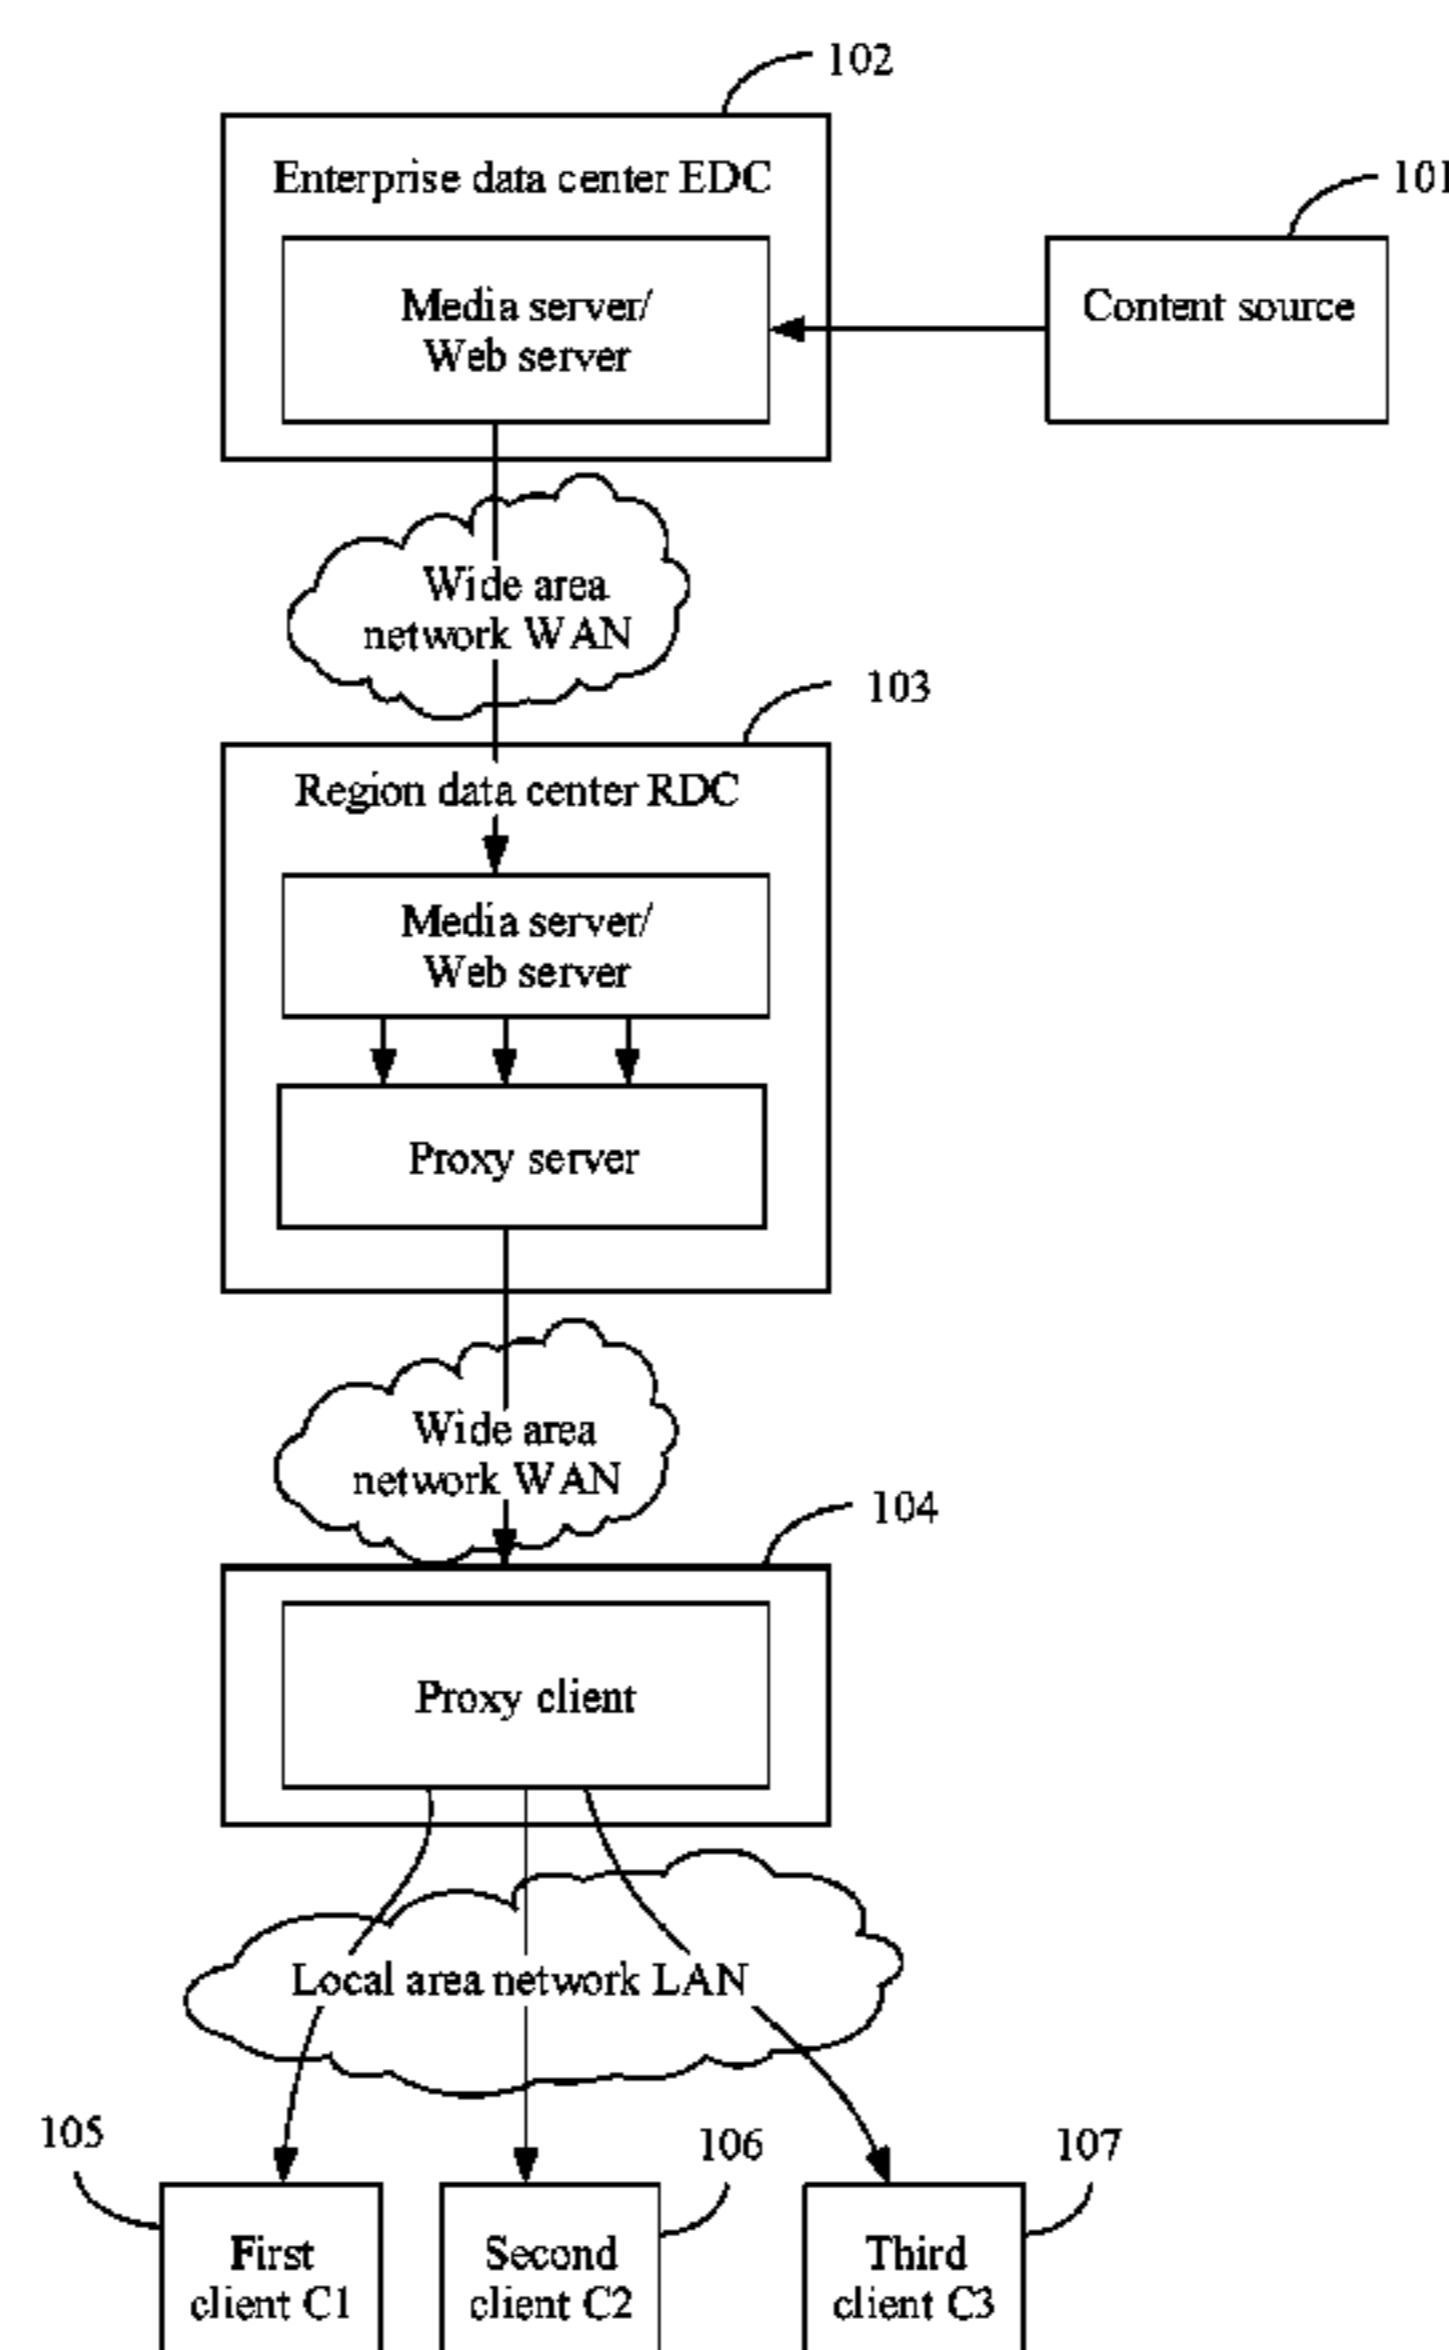 102
Enterprise data center EDC
101
Media server/
Web server
Content source
Wide area
network WAN
103
Region data center RDC
Media server/
Web server
Proxy server
Wide area
network WAN
104
Proxy client
Local area network LAN
105
106
107
First
client C1
Second
client C2
Third
client C3